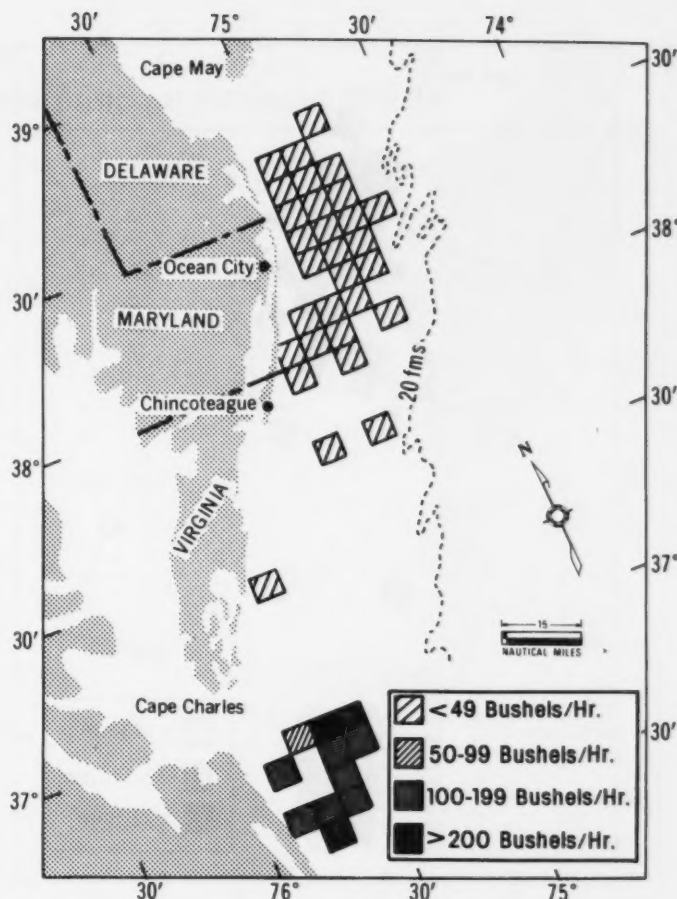 30' 75° 30' 74°
Cape May
30'
39°
DELAWARE
38°
Ocean City
30'
MARYLAND
20 fms.
30'
Chincoteague
38°
N
VIRGINIA
37°
15
NAUTICAL MILES
30'
Cape Charles
<49 Bushels/Hr.
30'
50-99 Bushels/Hr.
37°
100-199 Bushels/Hr.
>200 Bushels/Hr.
30' 76° 30' 75°